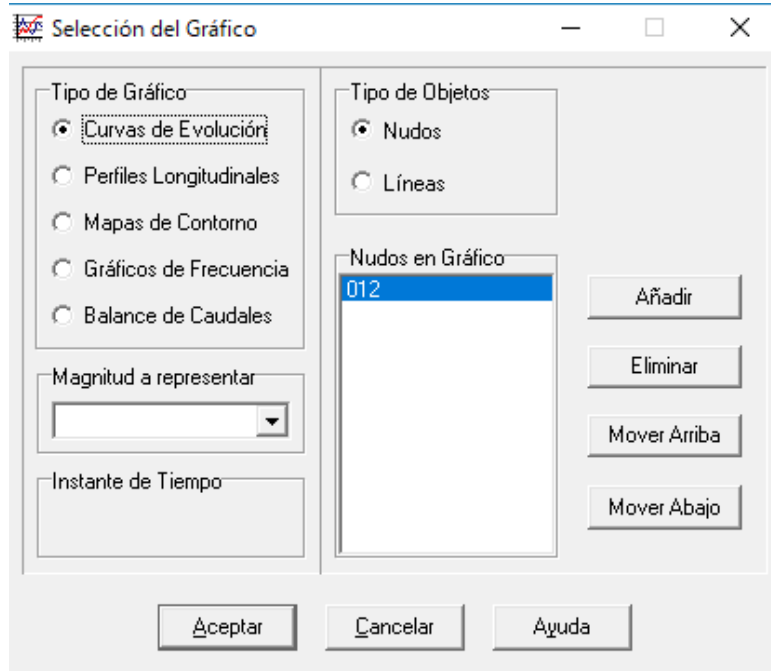 Selección del Gráfico
Tipo de Gráfico
Curvas de Evolución
Perfiles Longitudinales
Mapas de Contorno
Gráficos de Frecuencia
Balance de Caudales
Magnitud a representar
Instante de Tiempo
Tipo de Objetos
Nudos
Líneas
Nudos en Gráfico
012
Añadir
Eliminar
Mover Arriba
Mover Abajo
Aceptar
Cancelar
Ayuda